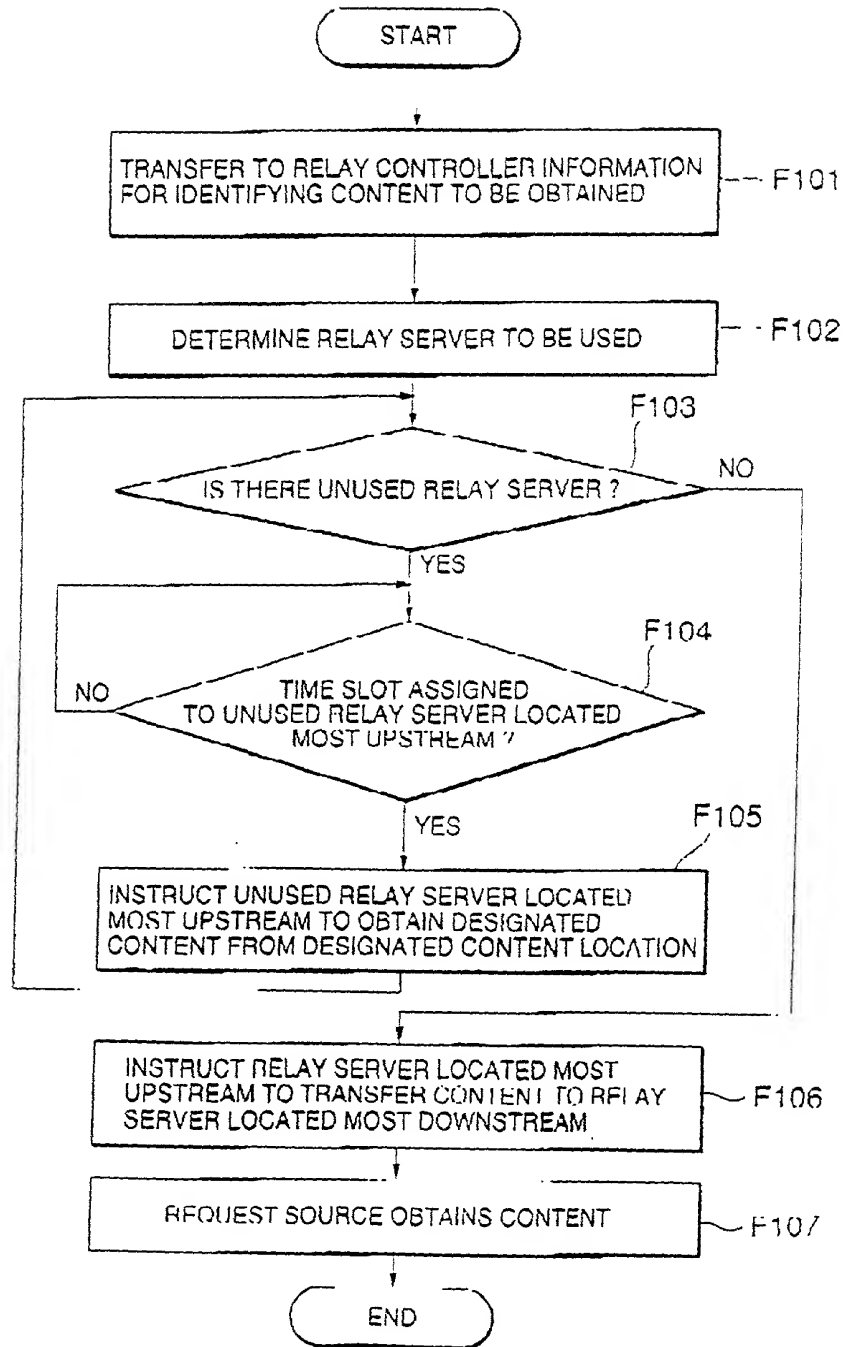 START
TRANSFER TO RELAY CONTROLLER INFORMATION
FOR IDENTIFYING CONTENT TO BE OBTAINED
F101
DETERMINE RELAY SERVER TO BE USED
F102
F103
IS THERE UNUSED RELAY SERVER ?
NO
YES
F104
NO
TIME SLOT ASSIGNED
TO UNUSED RELAY SERVER LOCATED
MOST UPSTREAM ?
YES
F105
INSTRUCT UNUSED RELAY SERVER LOCATED
MOST UPSTREAM TO OBTAIN DESIGNATED
CONTENT FROM DESIGNATED CONTENT LOCATION
INSTRUCT RELAY SERVER LOCATED MOST
UPSTREAM TO TRANSFER CONTENT TO RELAY
SERVER LOCATED MOST DOWNSTREAM
F106
REQUEST SOURCE OBTAINS CONTENT
F107
END